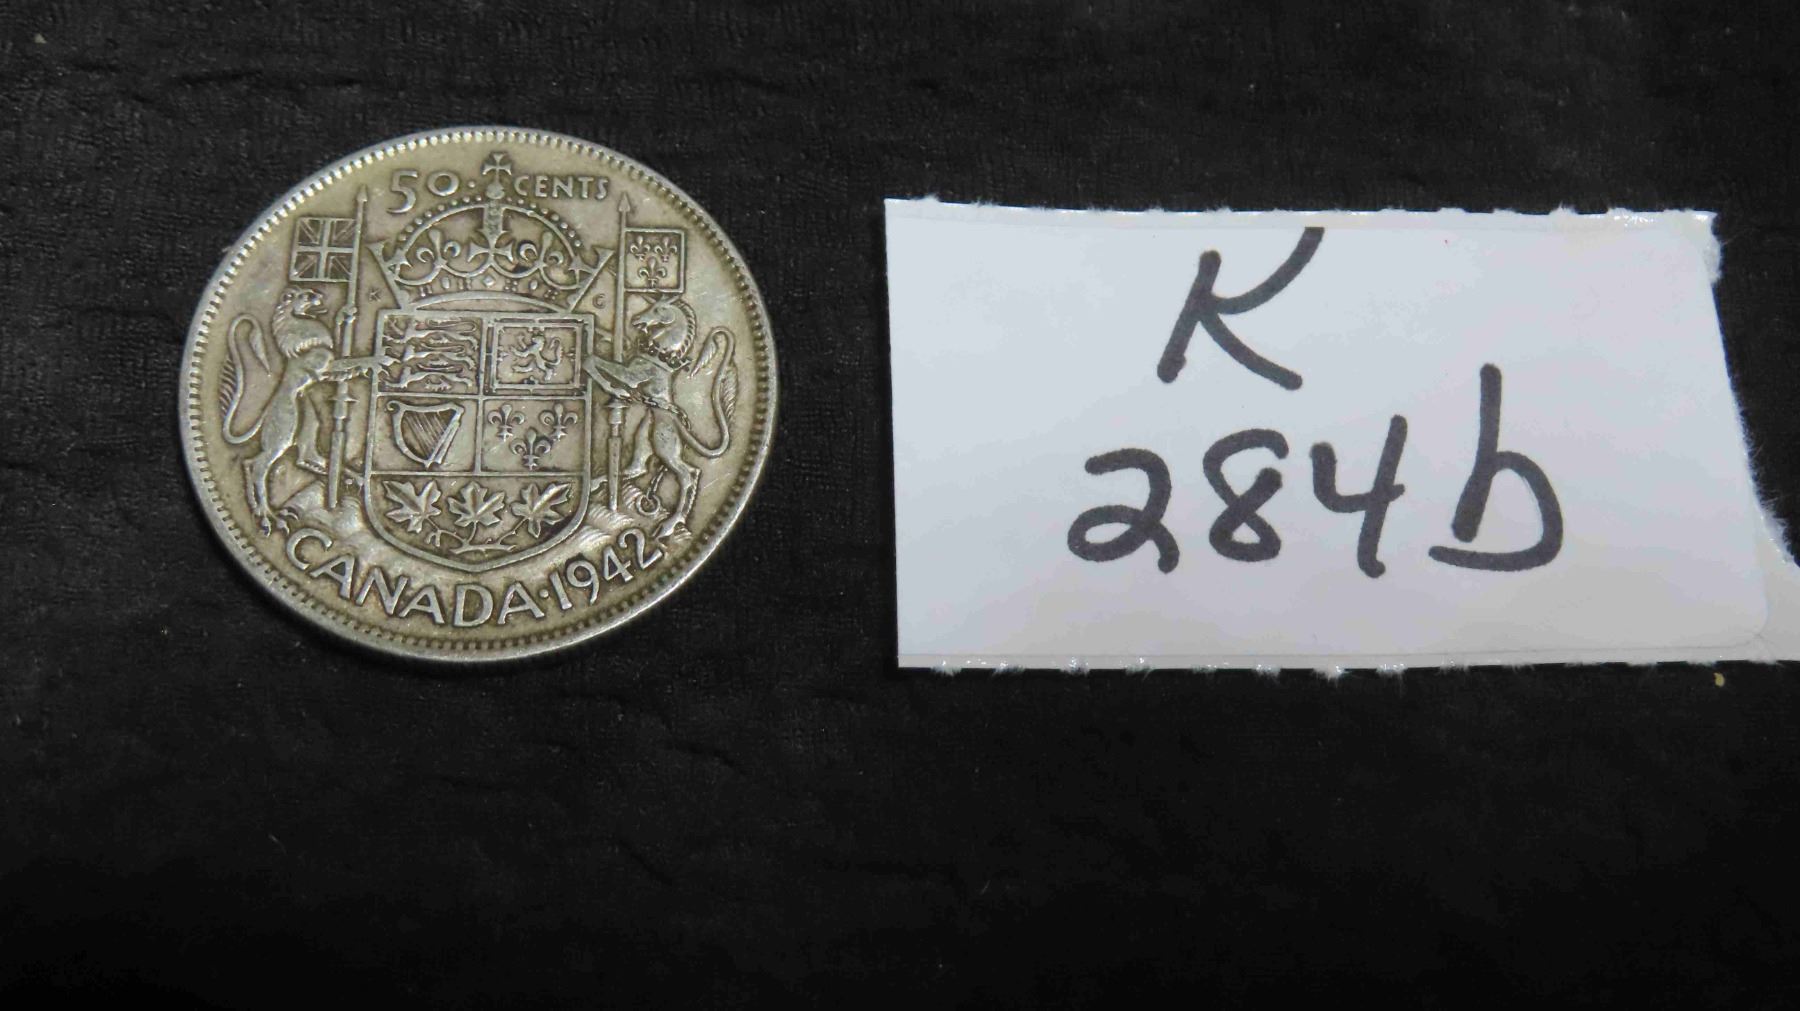 50 · CENTS
K G
CANADA · 1942
K
284b